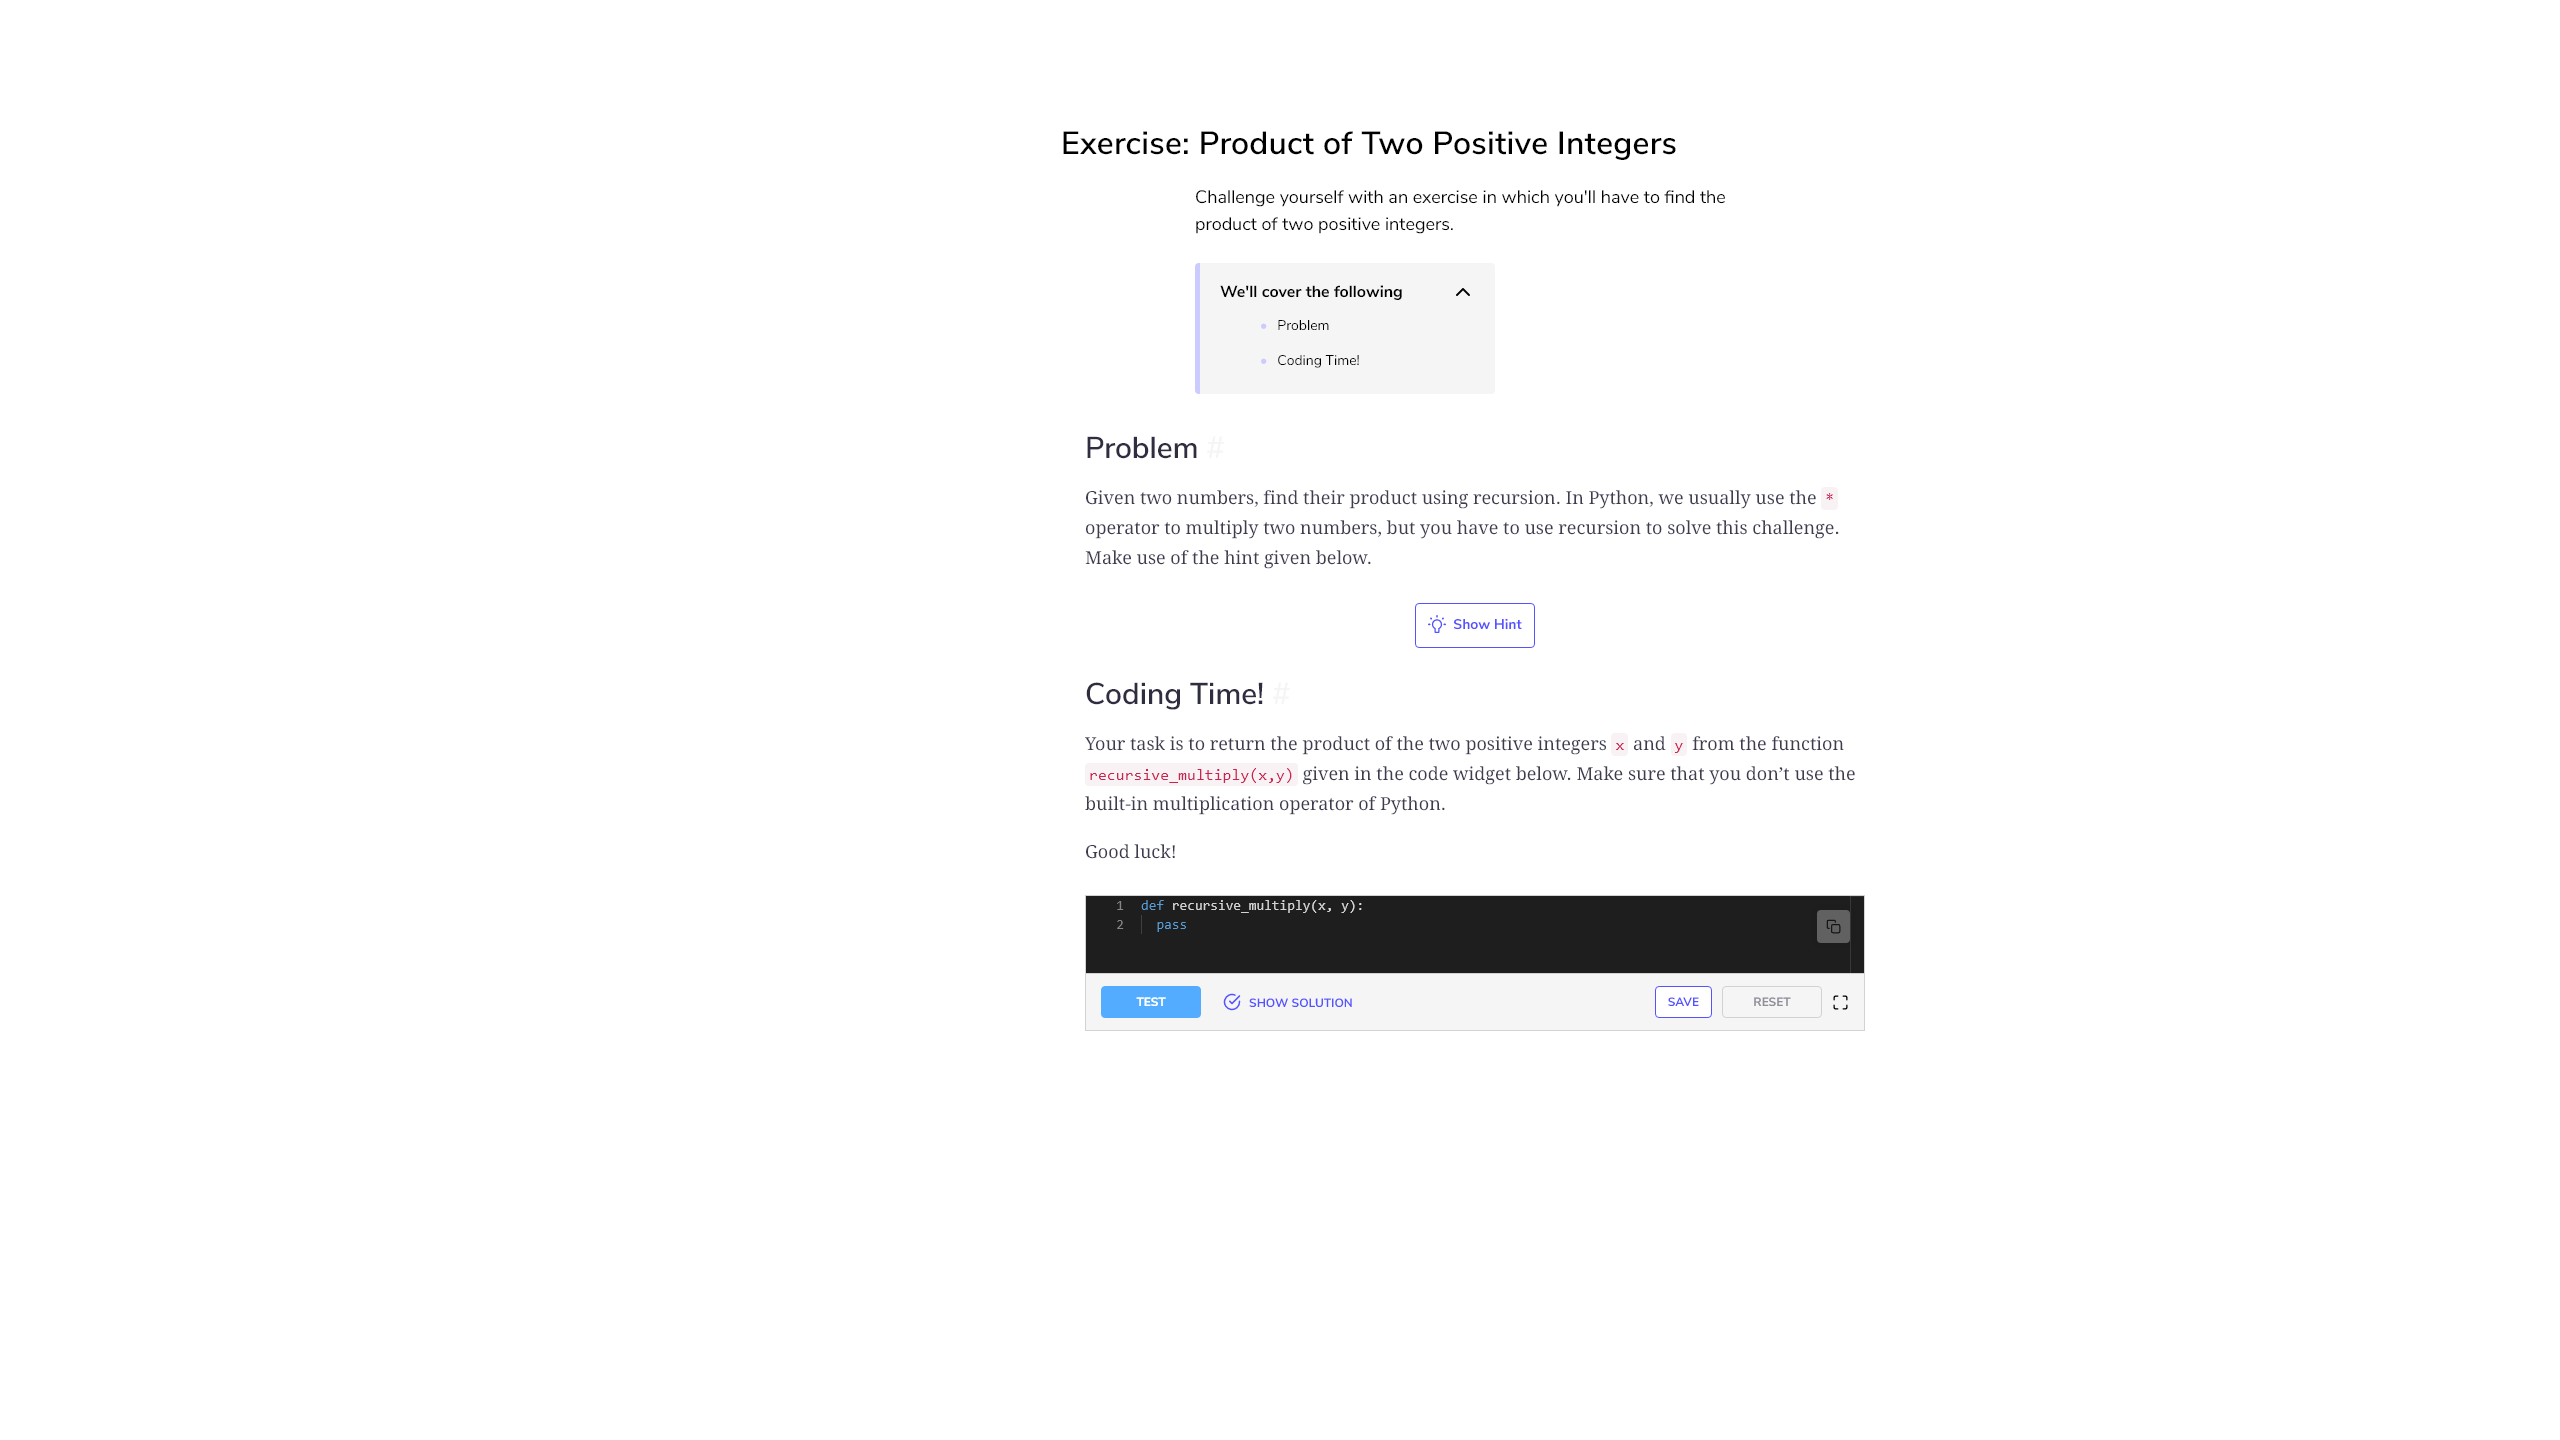 Exercise: Product of Two Positive Integers
Challenge yourself with an exercise in which you'll have to find the
product of two positive integers.
We'll cover the following
Problem
Coding Time!
Problem #
Given two numbers, find their product using recursion. In Python, we usually use the *
operator to multiply two numbers, but you have to use recursion to solve this challenge.
Make use of the hint given below.
Show Hint
Coding Time! #
Your task is to return the product of the two positive integers x and y from the function
recursive_multiply(x,y) given in the code widget below. Make sure that you don’t use the
built-in multiplication operator of Python.
Good luck!
1 def recursive_multiply(x, y):
2 pass
TEST SHOW SOLUTION SAVE RESET